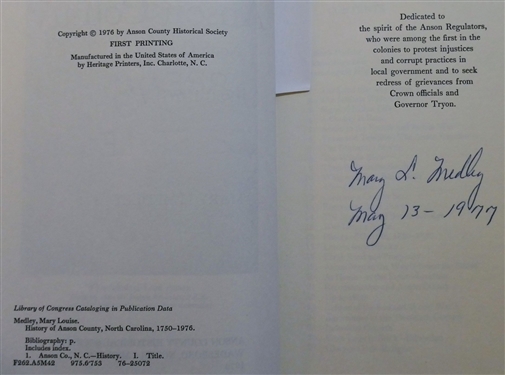 Copyright © 1976 by Anson County Historical Society
FIRST PRINTING
Manufactured in the United States of America
by Heritage Printers, Inc. Charlotte, N. C.
Library of Congress Cataloging in Publication Data
Medley, Mary Louise.
History of Anson County, North Carolina, 1750-1976.
Bibliography: p.
Includes index.
1. Anson Co., N. C.—History. I. Title.
F262.A5M42 975.6'755 76-25072
Dedicated to
the spirit of the Anson Regulators,
who were among the first in the
colonies to protest injustices
and corrupt practices in
local government and to seek
redress of grievances from
Crown officials and
Governor Tryon.
Mary L. Medley
May 13 - 1977